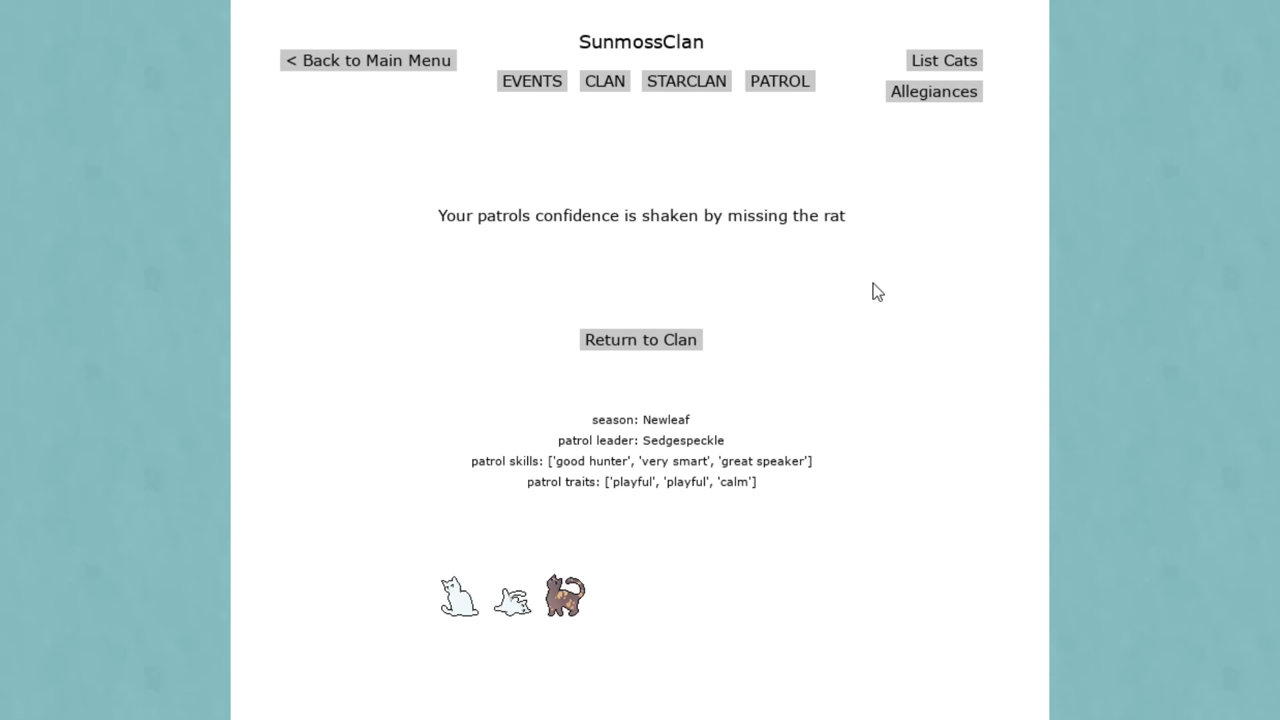 SunmossClan
< Back to Main Menu
List Cats
EVENTS CLAN STARCLAN PATROL
Allegiances
Your patrols confidence is shaken by missing the rat
Return to Clan
season: Newleaf
patrol leader: Sedgespeckle
patrol skills: ['good hunter', 'very smart', 'great speaker']
patrol traits: ['playful', 'playful', 'calm']